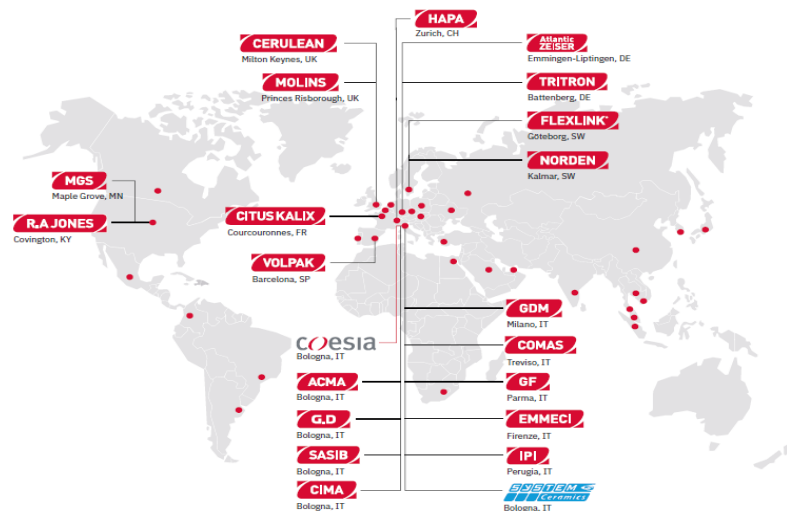 HAPA
Zurich, CH
CERULEAN
Milton Keynes, UK
Atlantic
ZEISER
Emmingen-Liptingen, DE
MOLINS
Princes Risborough, UK
TRITRON
Battenberg, DE
FLEXLINK
Göteborg, SW
NORDEN
Kalmar, SW
MGS
Maple Grove, MN
R.A JONES
Covington, KY
CITUS KALIX
Courcouronnes, FR
VOLPAK
Barcelona, SP
coesia
Bologna, IT
ACMA
Bologna, IT
G.D
Bologna, IT
SASIB
Bologna, IT
CIMA
Bologna, IT
GDM
Milano, IT
COMAS
Treviso, IT
GF
Parma, IT
EMMECI
Firenze, IT
IPI
Perugia, IT
SYSTEM
Ceramics
Bologna, IT